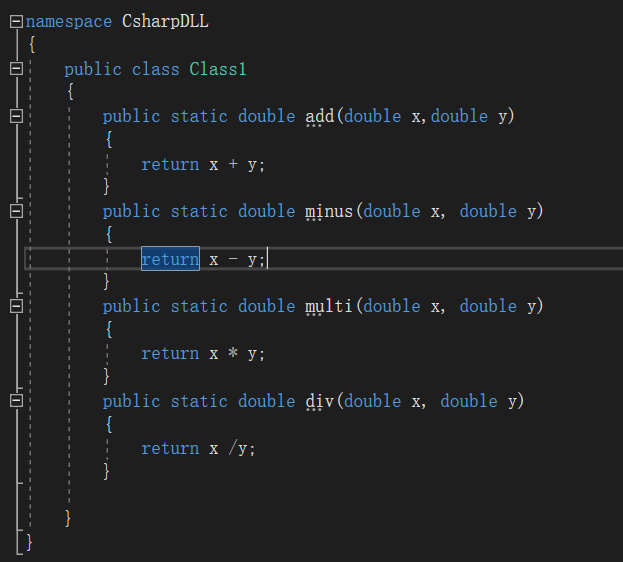 namespace CsharpDLL
{
public class Class1
{
public static double add(double x,double y)
{
return x + y;
}
public static double minus(double x, double y)
{
return x - y;
}
public static double multi(double x, double y)
{
return x * y;
}
public static double div(double x, double y)
{
return x /y;
}
}
}